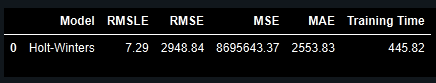 Model RMSLE RMSE MSE MAE Training Time
0 Holt-Winters 7.29 2948.84 8695643.37 2553.83 445.82